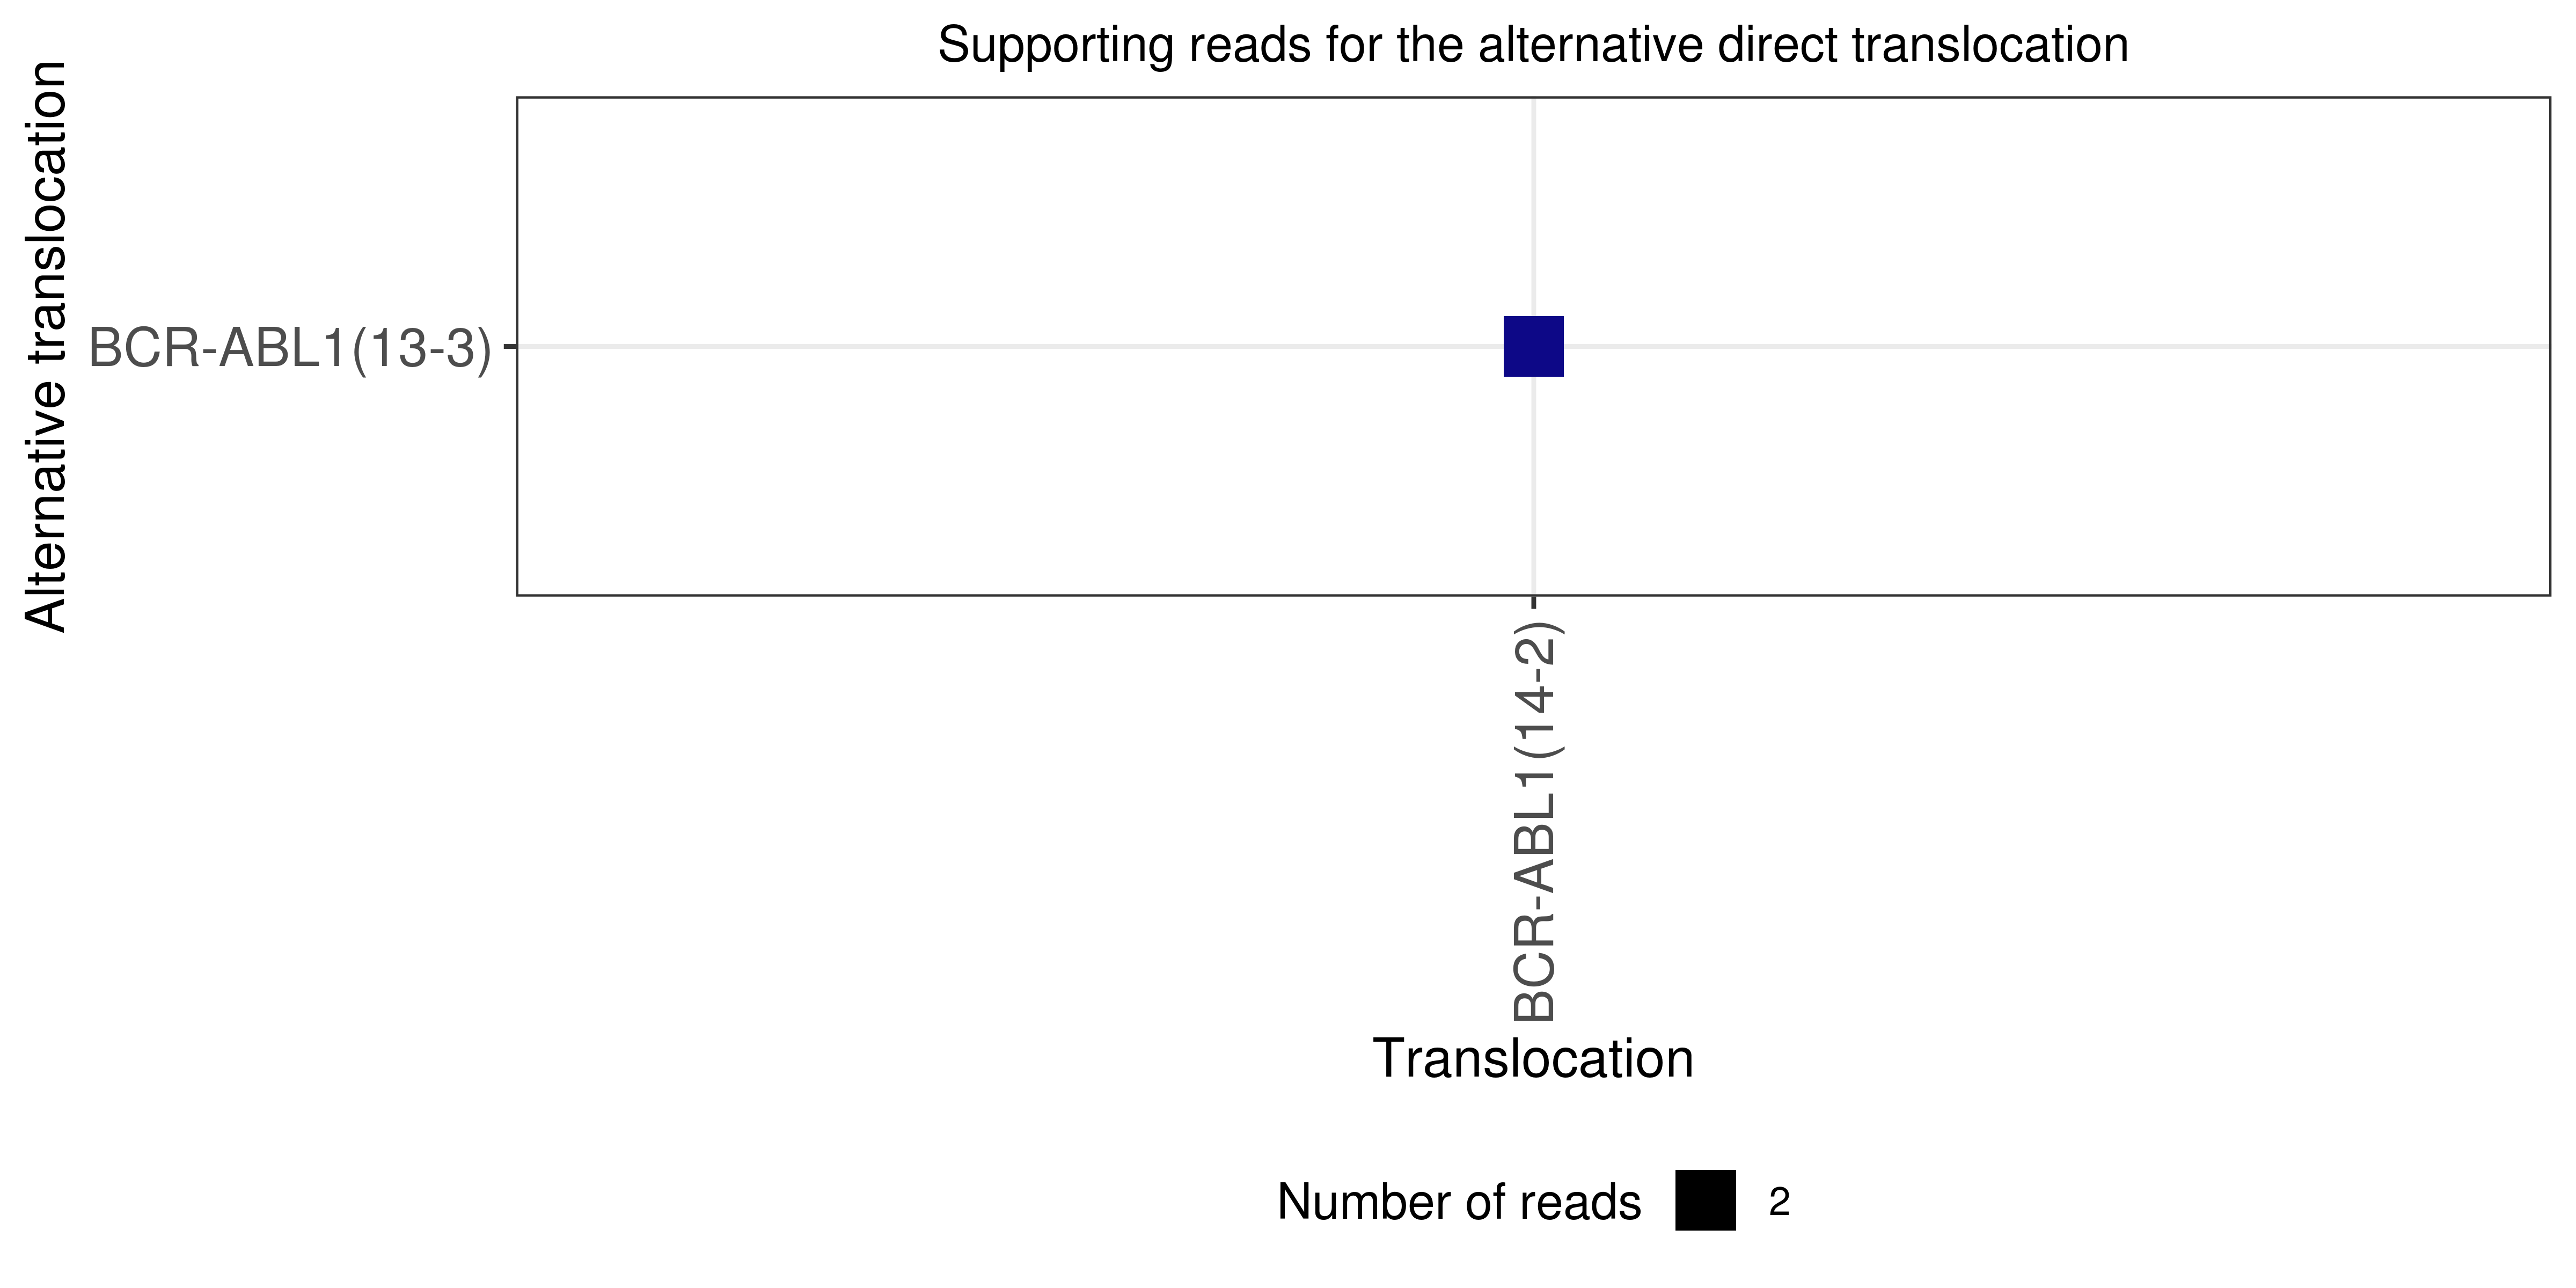 Supporting reads for the alternative direct translocation
Alternative translocation
BCR-ABL1(13-3)
BCR-ABL1(14-2)
Translocation
Number of reads 2